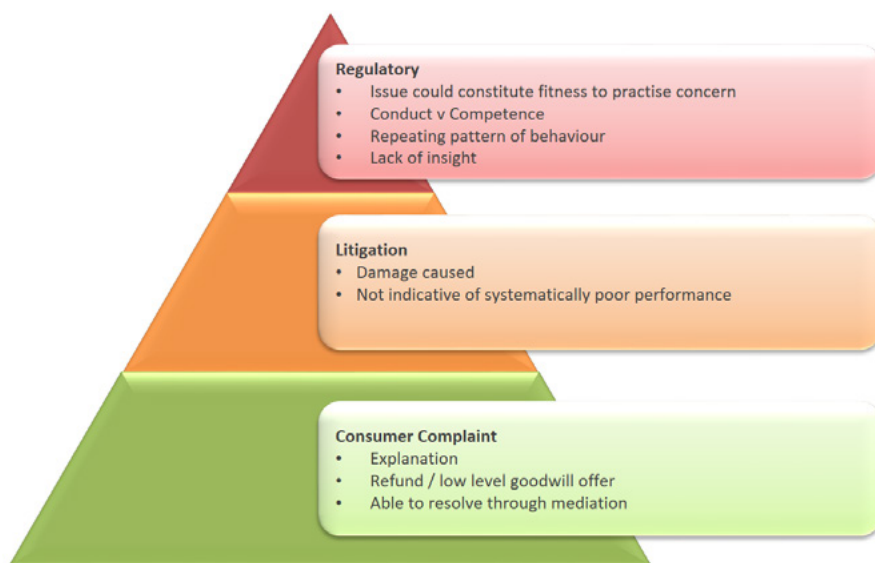 Regulatory
• Issue could constitute fitness to practise concern
• Conduct v Competence
• Repeating pattern of behaviour
• Lack of insight
Litigation
• Damage caused
• Not indicative of systematically poor performance
Consumer Complaint
• Explanation
• Refund / low level goodwill offer
• Able to resolve through mediation